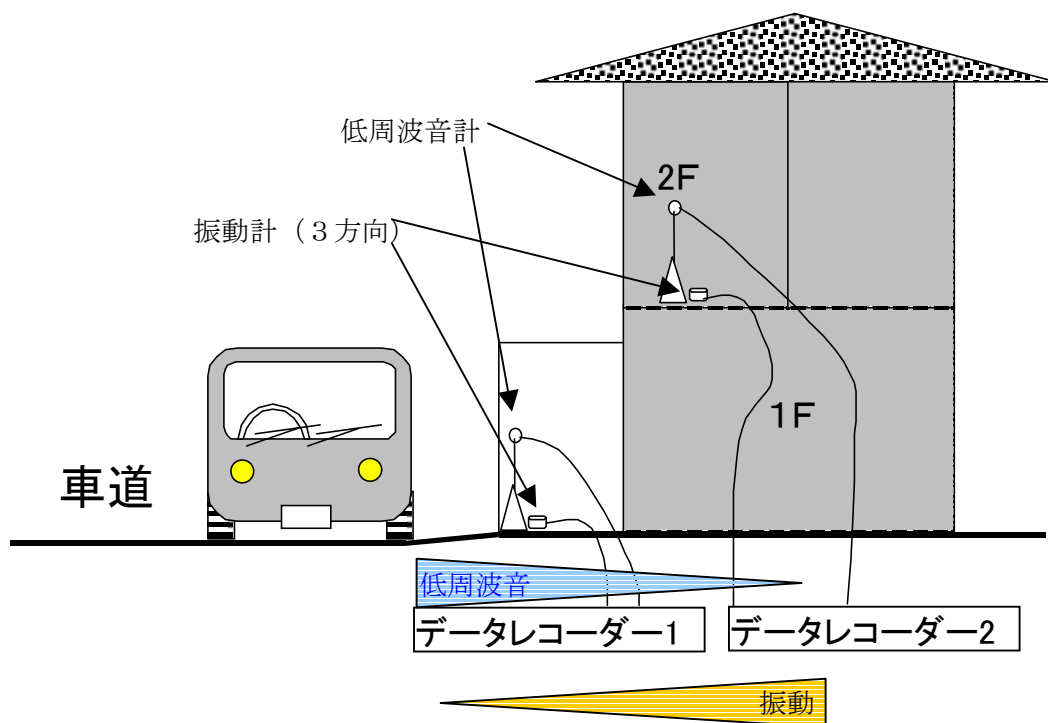 低周波音計
2F
振動計（３方向）
1F
車道
低周波音
データレコーダー1
データレコーダー2
振動